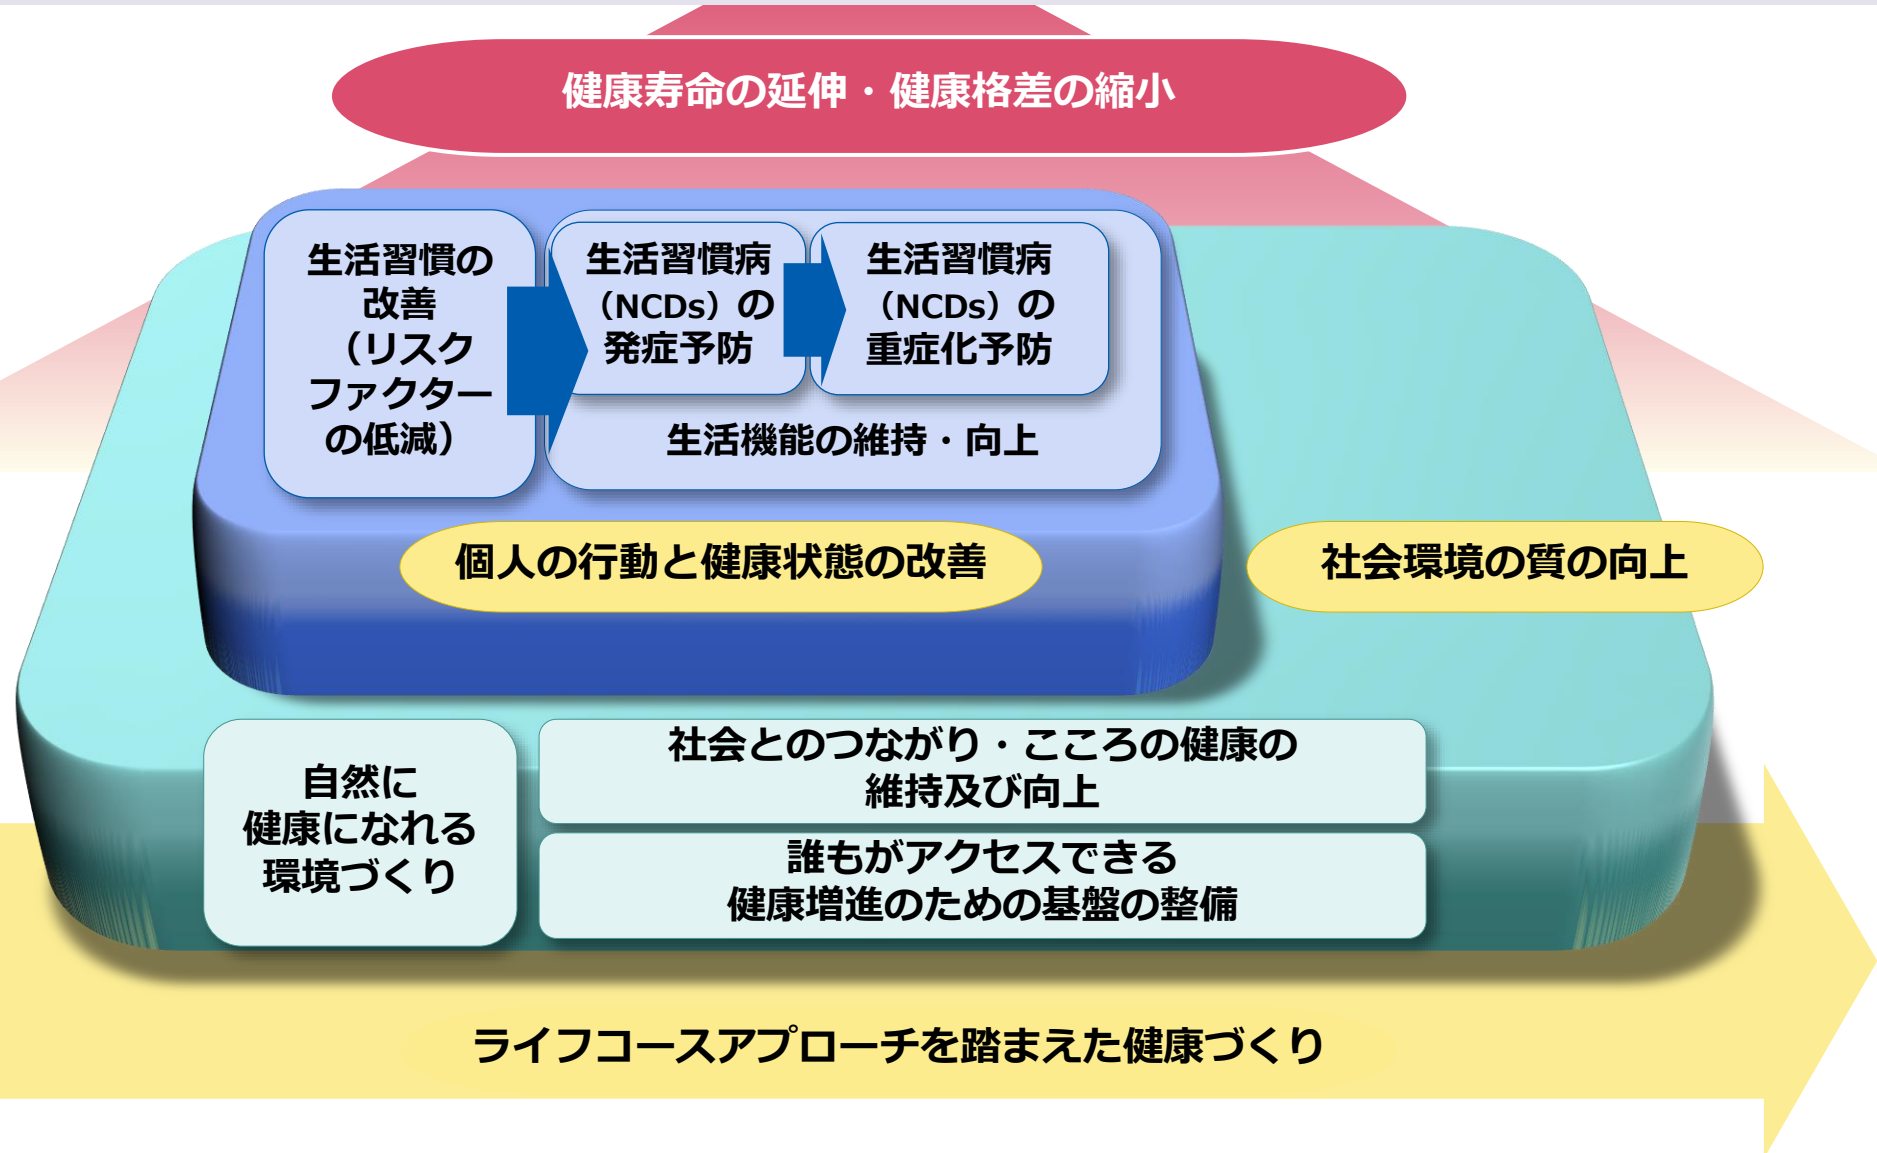 健康寿命の延伸・健康格差の縮小
生活習慣の
改善
（リスク
ファクター
の低減）
生活習慣病
（NCDs）の
発症予防
生活習慣病
（NCDs）の
重症化予防
生活機能の維持・向上
個人の行動と健康状態の改善
社会環境の質の向上
自然に
健康になれる
環境づくり
社会とのつながり・こころの健康の
維持及び向上
誰もがアクセスできる
健康増進のための基盤の整備
ライフコースアプローチを踏まえた健康づくり